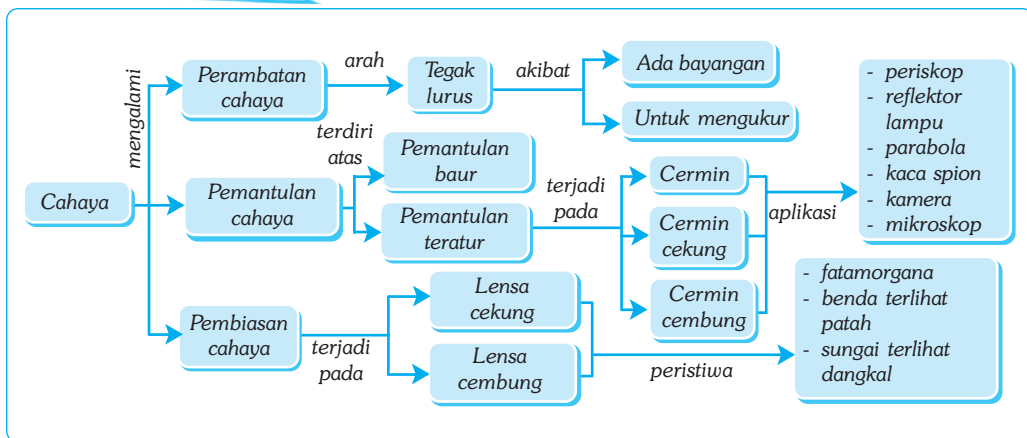 Cahaya
mengalami
Perambatan
cahaya
arah
Tegak
lurus
akibat
Ada bayangan
Untuk mengukur
Pemantulan
cahaya
terdiri
atas
Pemantulan
baur
Pemantulan
teratur
terjadi
pada
Cermin
Cermin
cekung
Cermin
cembung
aplikasi
- periskop
- reflektor
lampu
- parabola
- kaca spion
- kamera
- mikroskop
Pembiasan
cahaya
terjadi
pada
Lensa
cekung
Lensa
cembung
peristiwa
- fatamorgana
- benda terlihat
patah
- sungai terlihat
dangkal